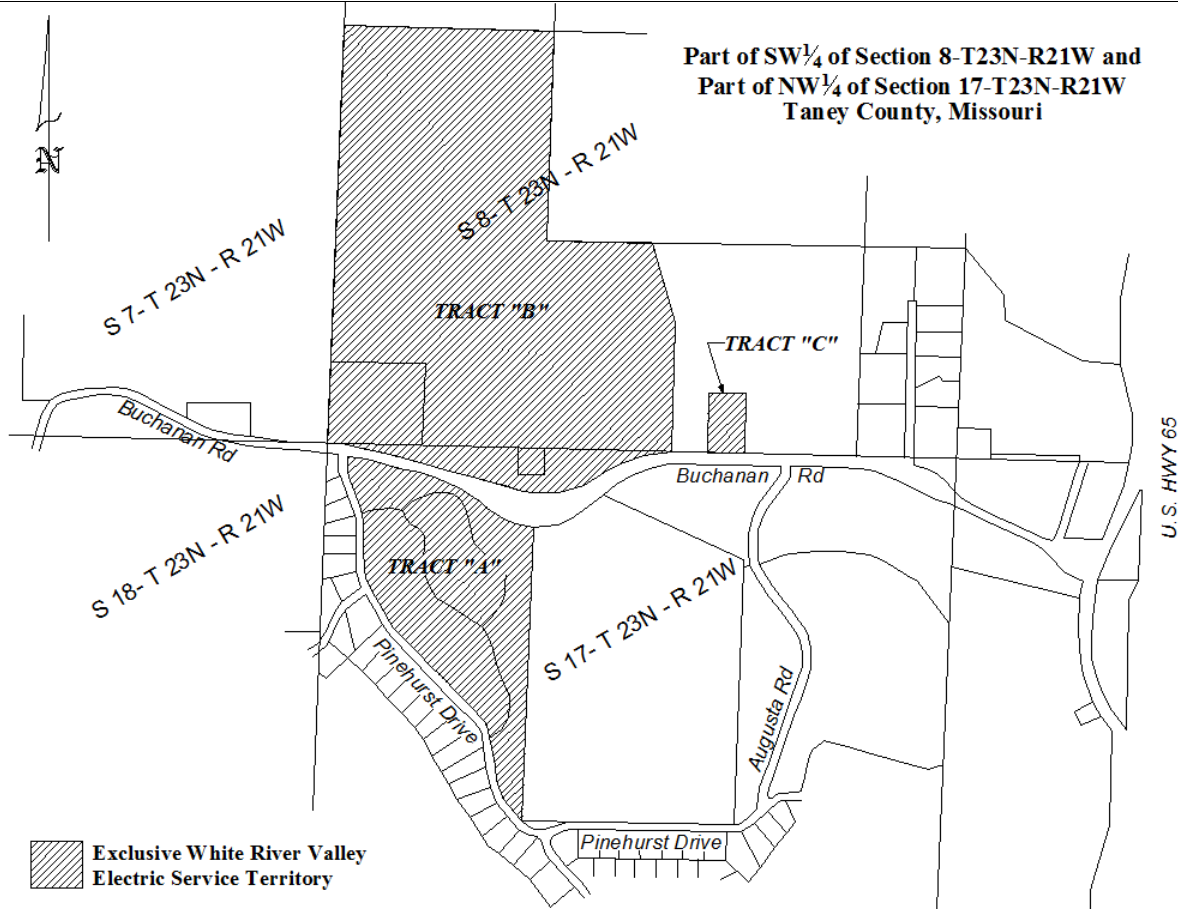 Part of SW¼ of Section 8-T23N-R21W and
Part of NW¼ of Section 17-T23N-R21W
Taney County, Missouri
N
S 8- T 23N - R 21W
S 7- T 23N - R 21W
TRACT "B"
TRACT "C"
Buchanan Rd
U.S. HWY 65
Buchanan Rd
S 18- T 23N - R 21W
TRACT "A"
S 17- T 23N - R 21W
Pinehurst Drive
Augusta Rd
Pinehurst Drive
Exclusive White River Valley
Electric Service Territory